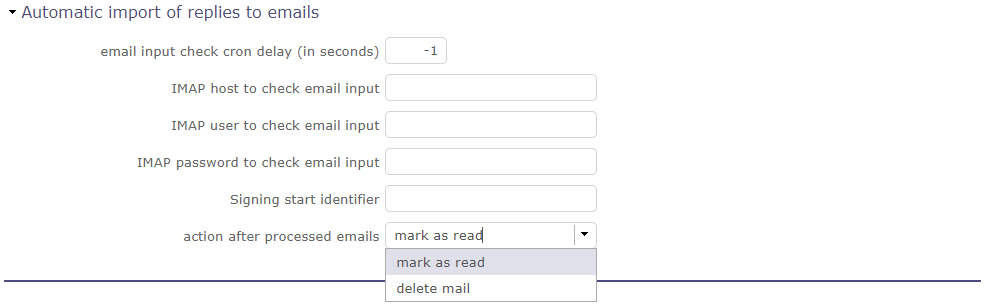 Automatic import of replies to emails
email input check cron delay (in seconds) -1
IMAP host to check email input
IMAP user to check email input
IMAP password to check email input
Signing start identifier
action after processed emails mark as read
mark as read
delete mail